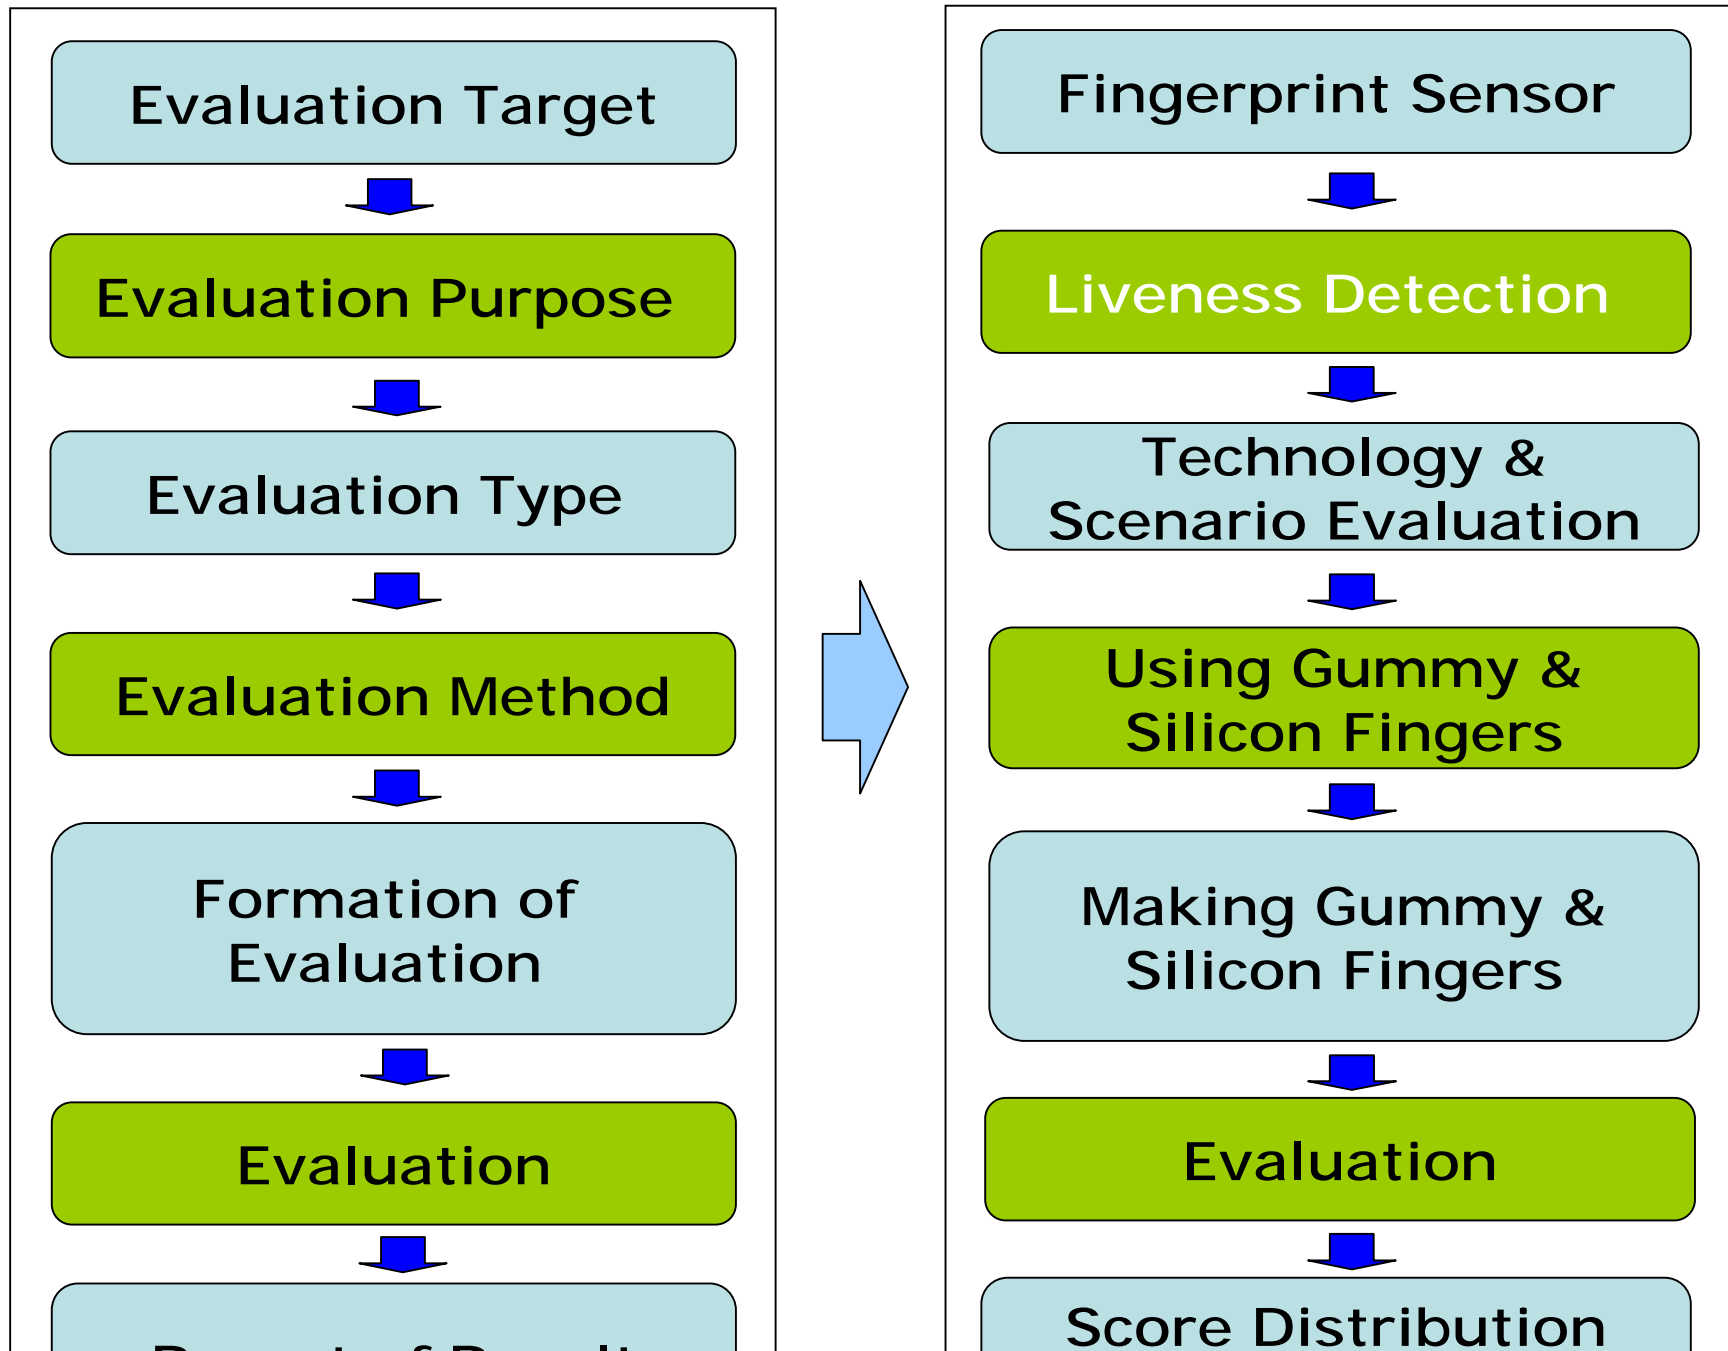 Evaluation Target
Evaluation Purpose
Evaluation Type
Evaluation Method
Formation of
Evaluation
Evaluation
Fingerprint Sensor
Liveness Detection
Technology &
Scenario Evaluation
Using Gummy &
Silicon Fingers
Making Gummy &
Silicon Fingers
Evaluation
Score Distribution